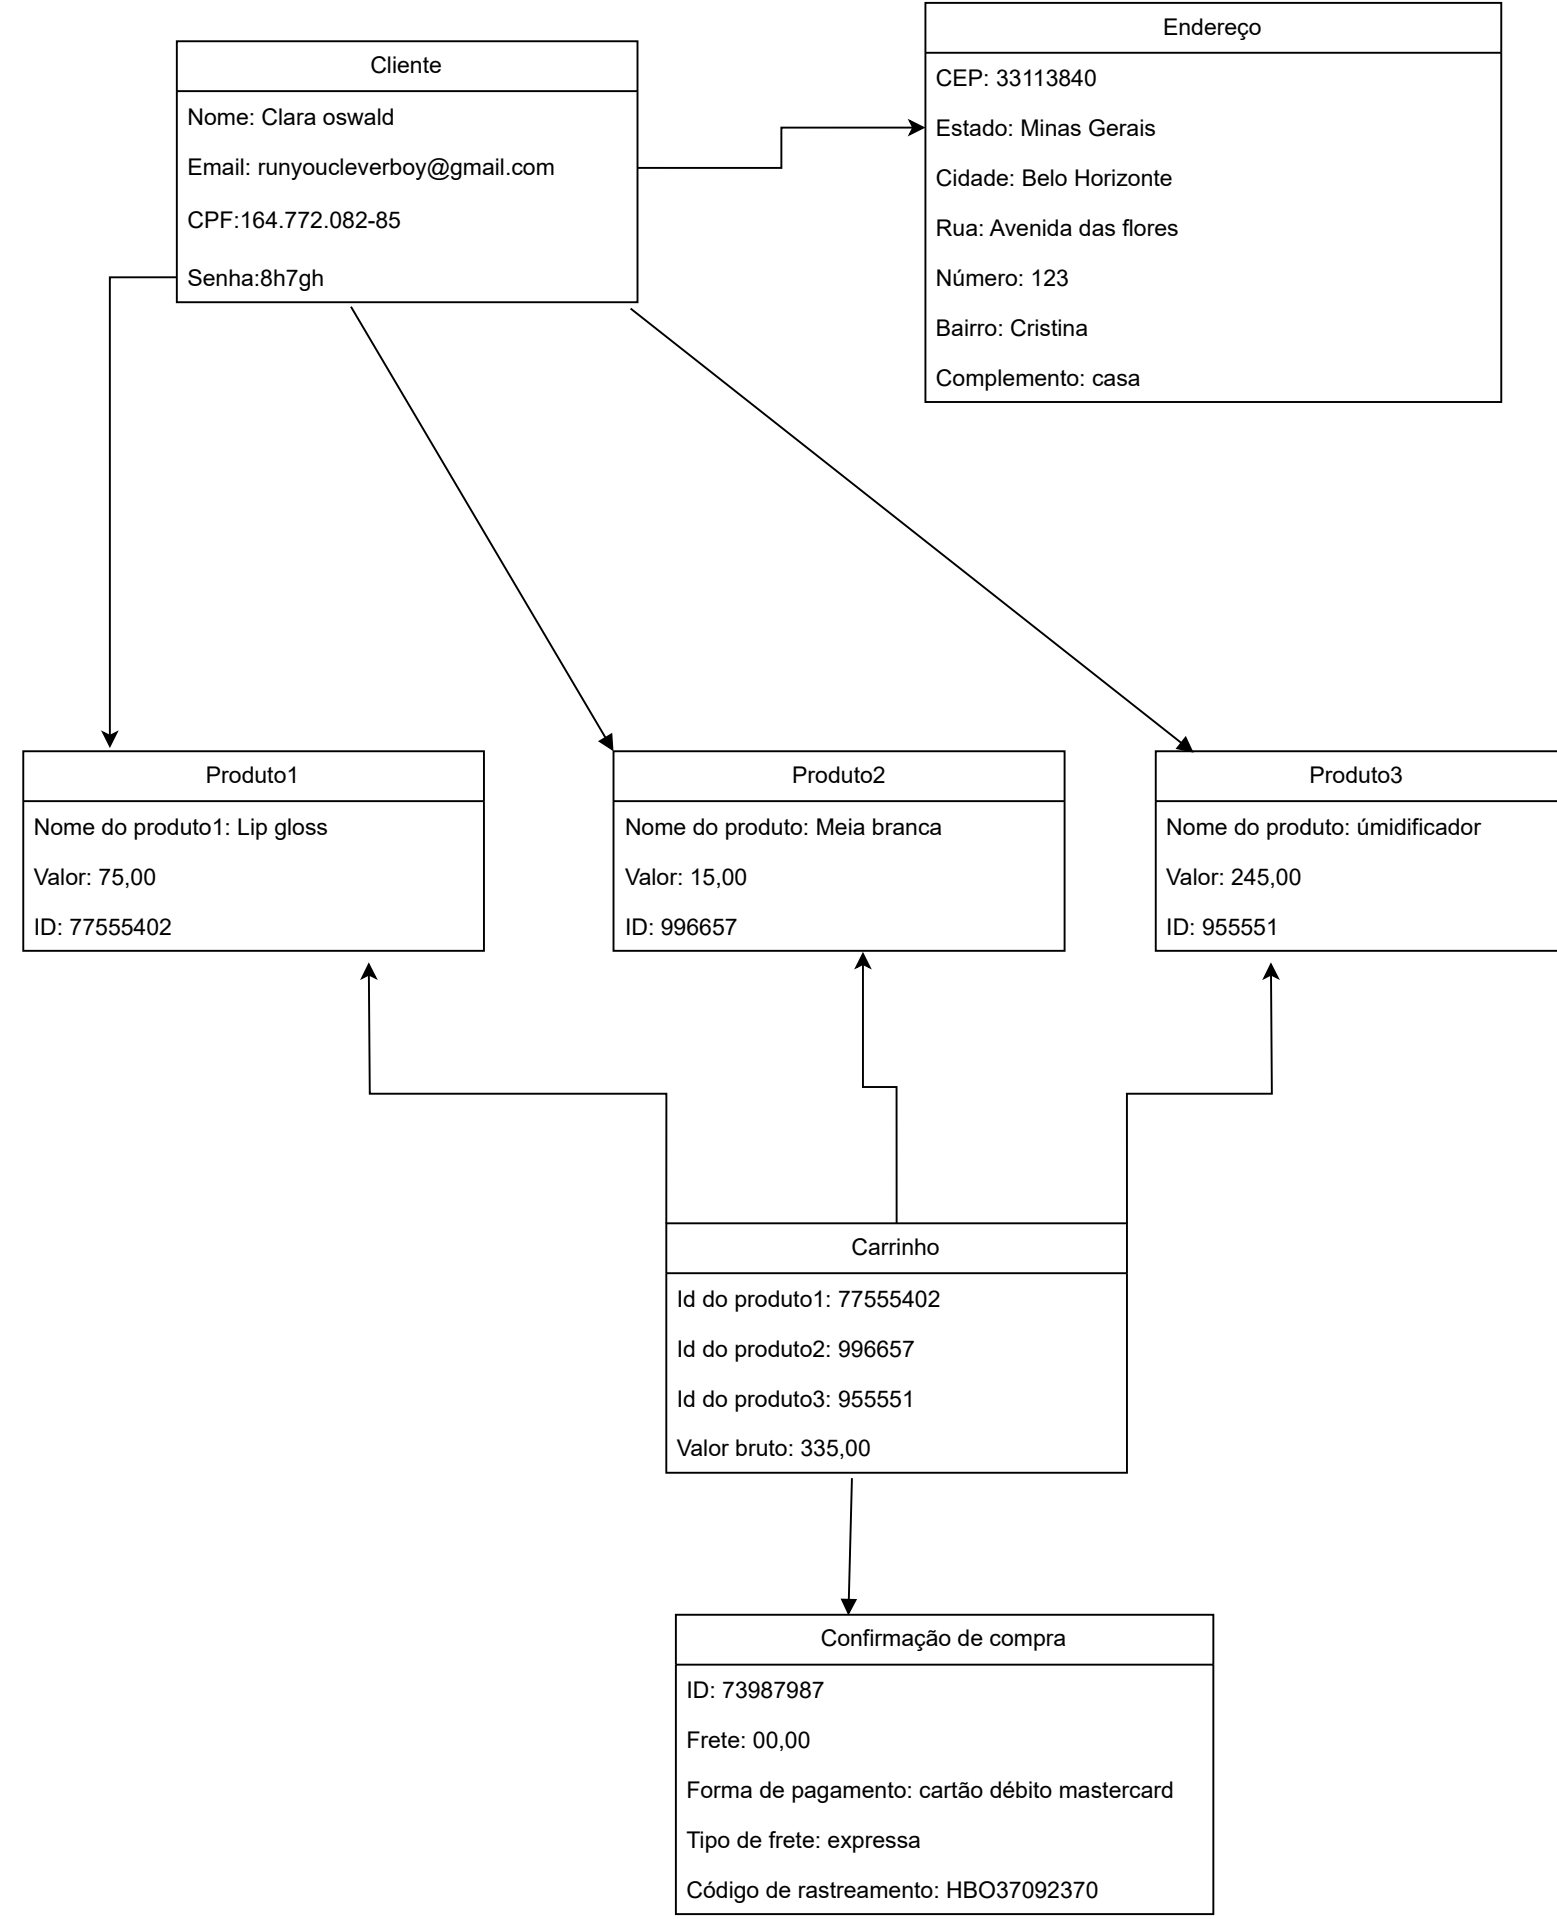 Cliente
Nome: Clara oswald
Email: runyoucleverboy@gmail.com
CPF:164.772.082-85
Senha:8h7gh
Endereço
CEP: 33113840
Estado: Minas Gerais
Cidade: Belo Horizonte
Rua: Avenida das flores
Número: 123
Bairro: Cristina
Complemento: casa
Produto1
Nome do produto1: Lip gloss
Valor: 75,00
ID: 77555402
Produto2
Nome do produto: Meia branca
Valor: 15,00
ID: 996657
Produto3
Nome do produto: úmidificador
Valor: 245,00
ID: 955551
Carrinho
Id do produto1: 77555402
Id do produto2: 996657
Id do produto3: 955551
Valor bruto: 335,00
Confirmação de compra
ID: 73987987
Frete: 00,00
Forma de pagamento: cartão débito mastercard
Tipo de frete: expressa
Código de rastreamento: HBO37092370